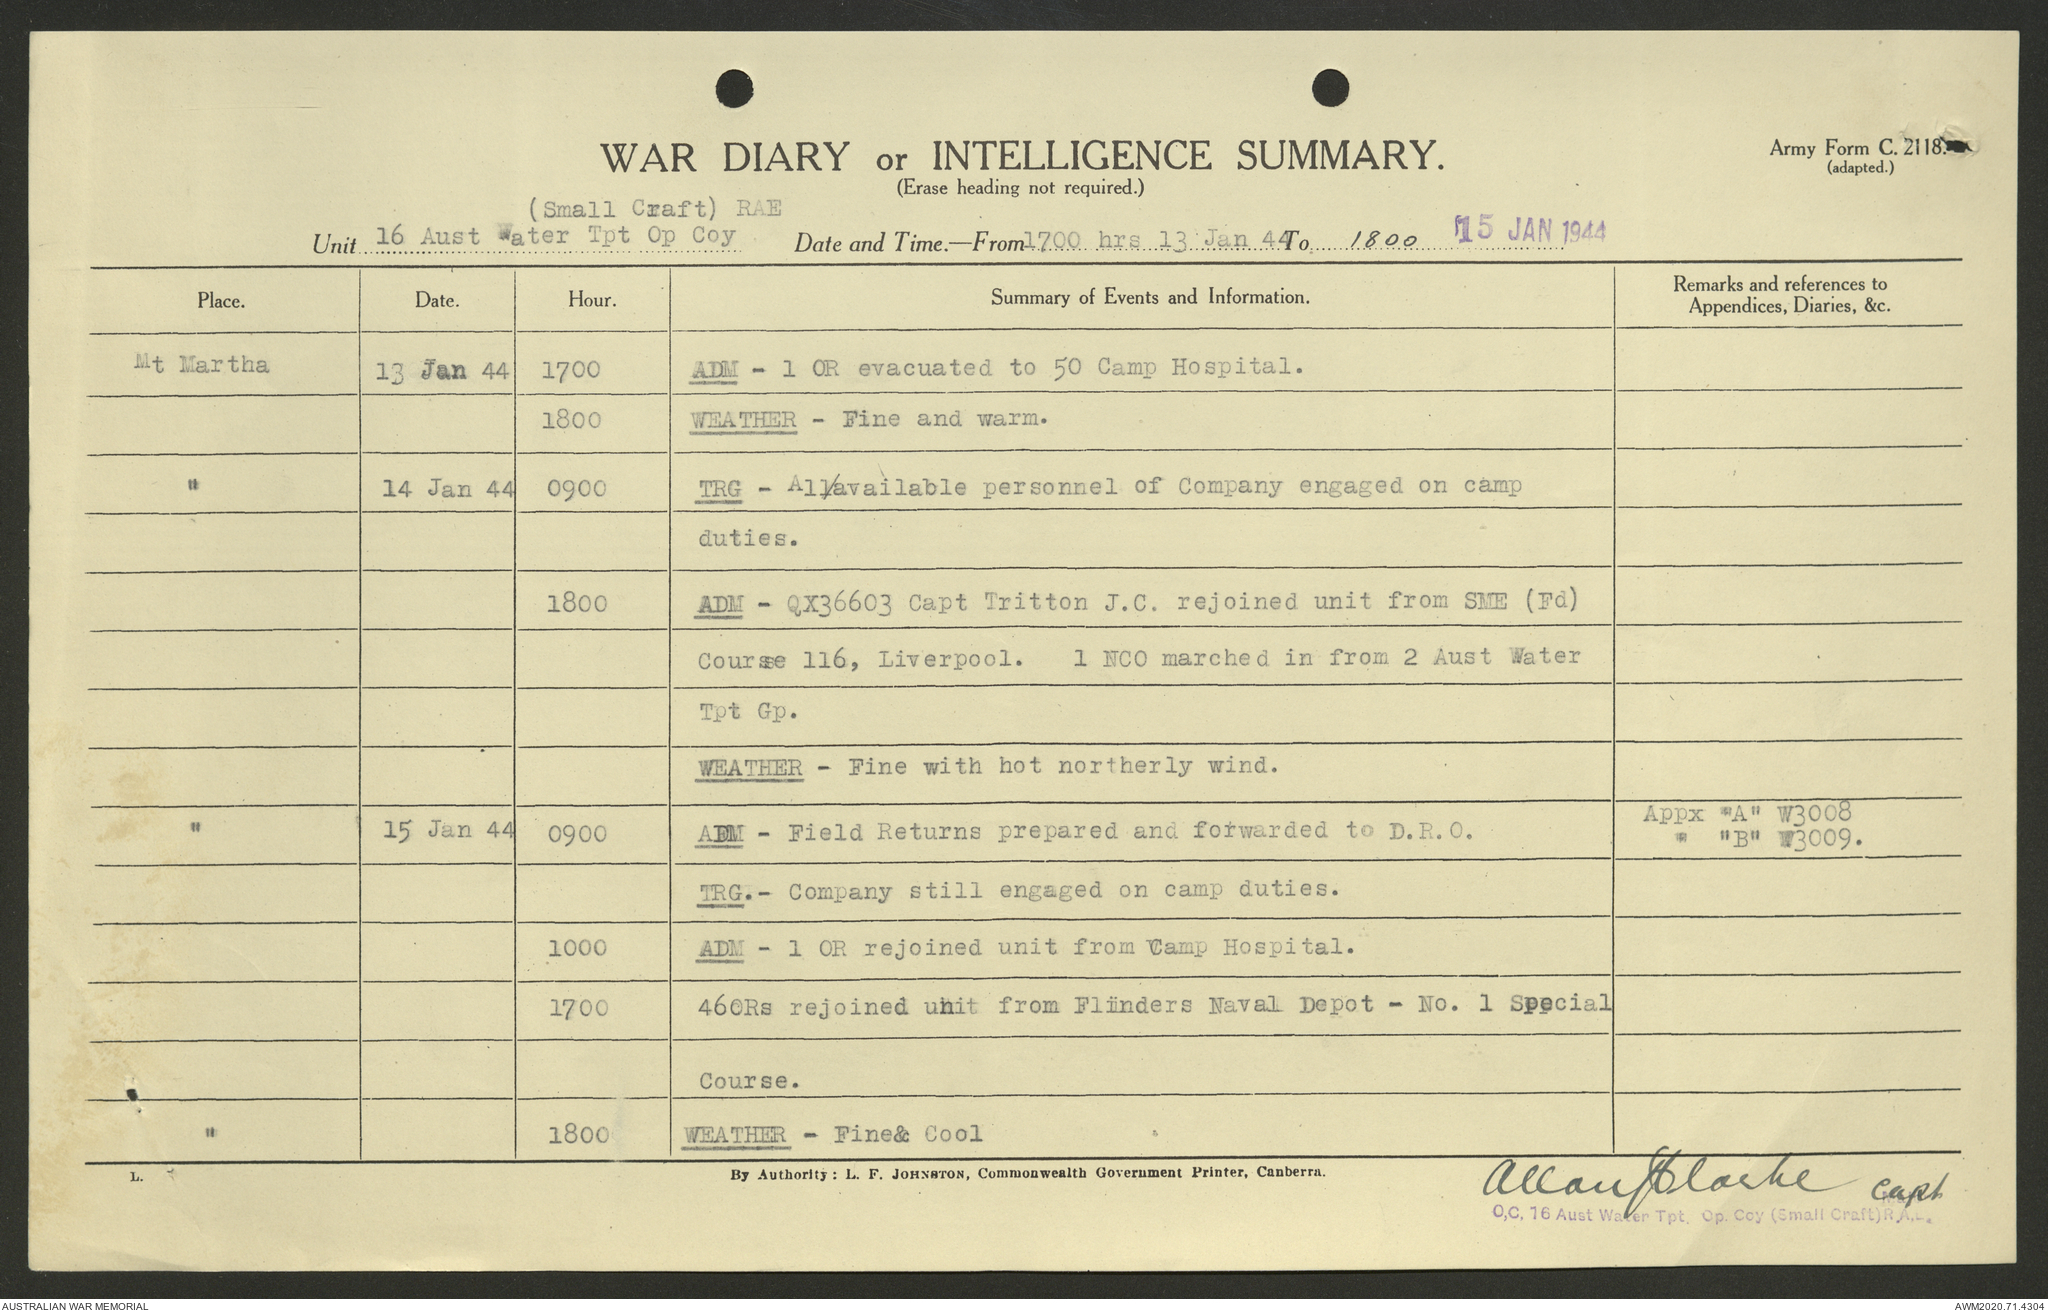 WAR DIARY or INTELLIGENCE SUMMARY.
Army Form C. 2118.
(adapted.)
(Erase heading not required.)
(Small Craft) RAE
Unit 16 Aust Water Tpt Op Coy Date and Time.—From 1700 hrs 13 Jan 44 To 1800 15 JAN 1944
Place. Date. Hour. Summary of Events and Information. Remarks and references to
Appendices, Diaries, &c.
Mt Martha 13 Jan 44 1700 ADM - 1 OR evacuated to 50 Camp Hospital.
1800 WEATHER - Fine and warm.
" 14 Jan 44 0900 TRG - All/available personnel of Company engaged on camp
duties.
1800 ADM - QX36603 Capt Tritton J.C. rejoined unit from SME (Fd)
Course 116, Liverpool. 1 NCO marched in from 2 Aust Water
Tpt Gp.
WEATHER - Fine with hot northerly wind.
" 15 Jan 44 0900 ADM - Field Returns prepared and forwarded to D.R.O. Appx "A" W3008
" "B" W3009.
TRG.- Company still engaged on camp duties.
1000 ADM - 1 OR rejoined unit from Camp Hospital.
1700 460Rs rejoined unit from Flinders Naval Depot - No. 1 Special
Course.
" 1800 WEATHER - Fine& Cool
L. By Authority: L. F. JOHNSTON, Commonwealth Government Printer, Canberra.
Capt
O,C, 16 Aust Water Tpt. Op. Coy (Small Craft) R.A.E.
AUSTRALIAN WAR MEMORIAL
AWM2020.71.4304